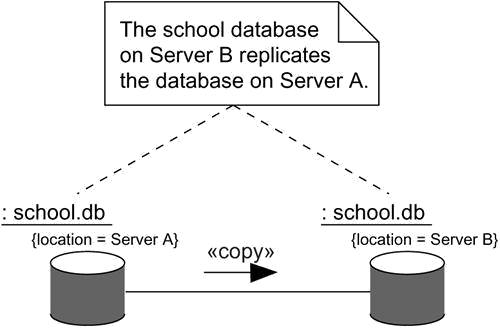 The school database
on Server B replicates
the database on Server A.
: school.db
{location = Server A}
: school.db
{location = Server B}
«copy»